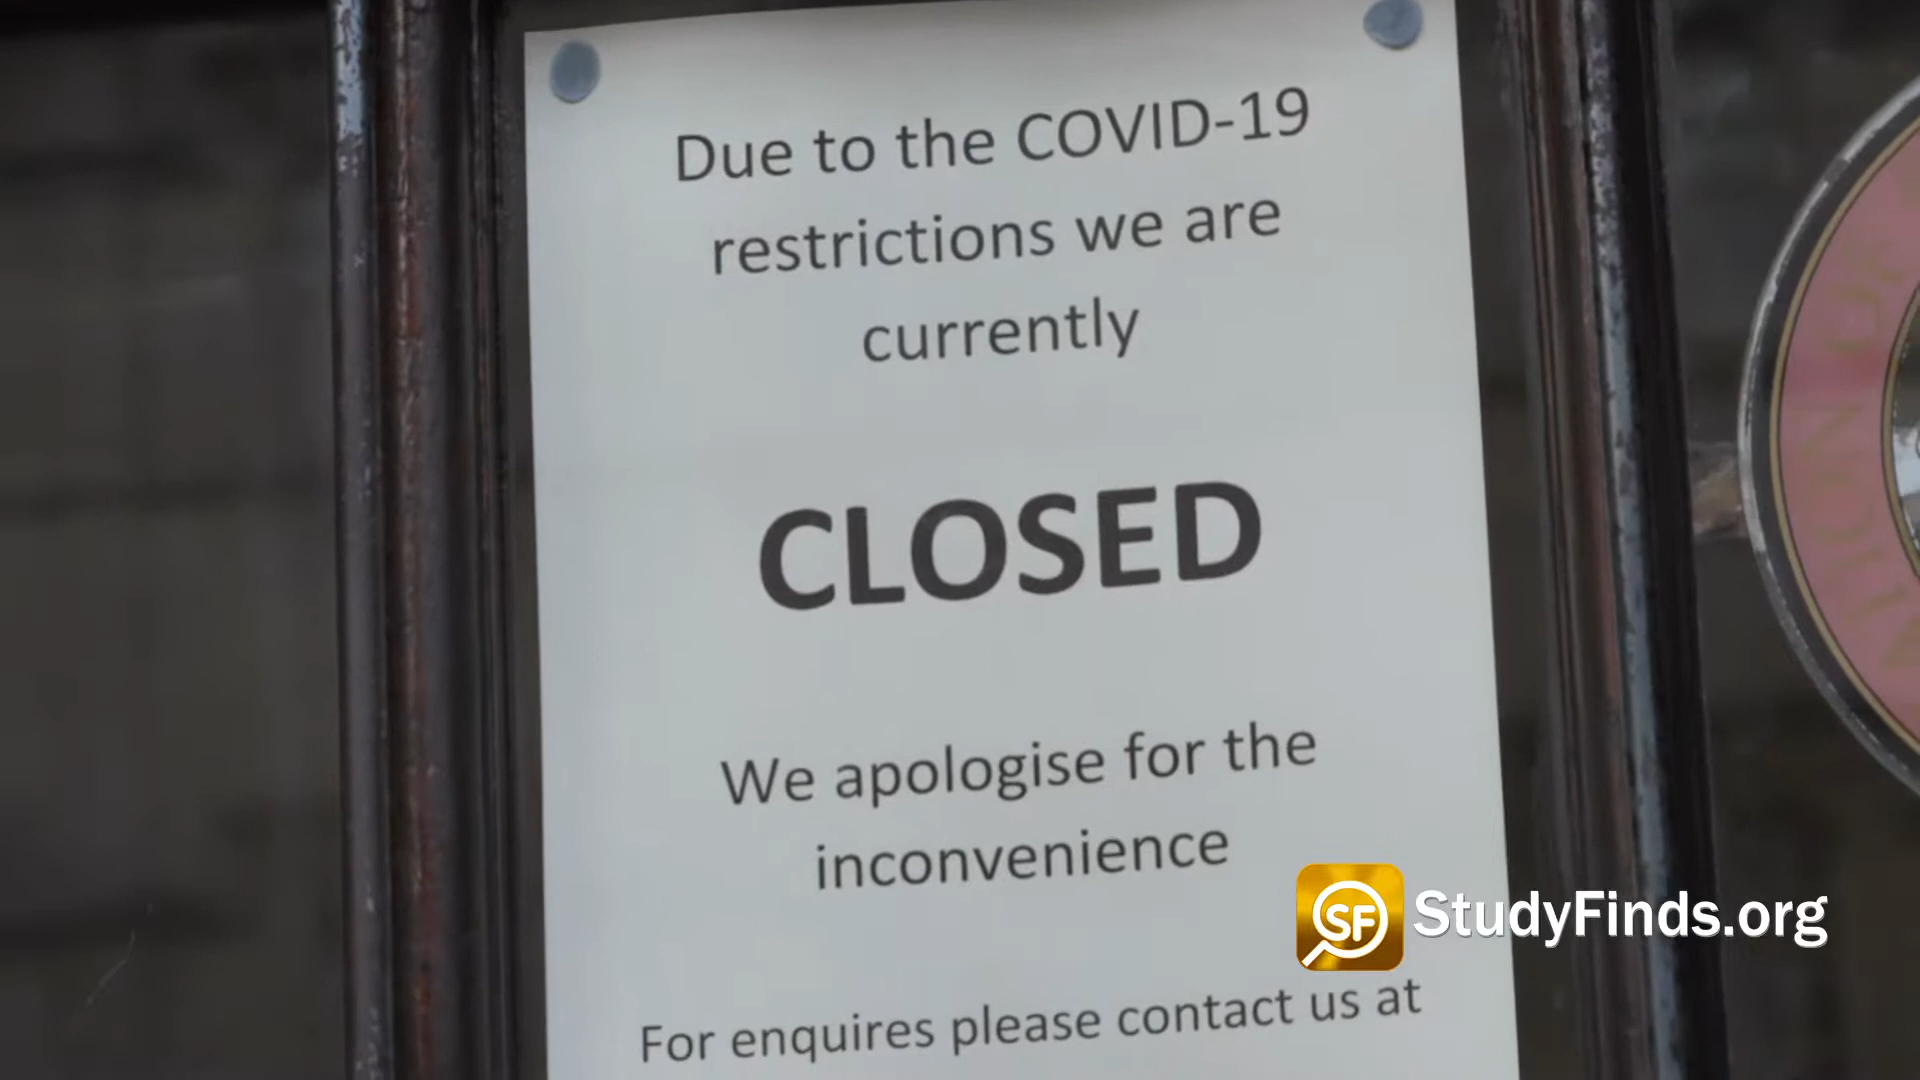 Due to the COVID-19
restrictions we are
currently
CLOSED
We apologise for the
inconvenience
SF StudyFinds.org
For enquires please contact us at